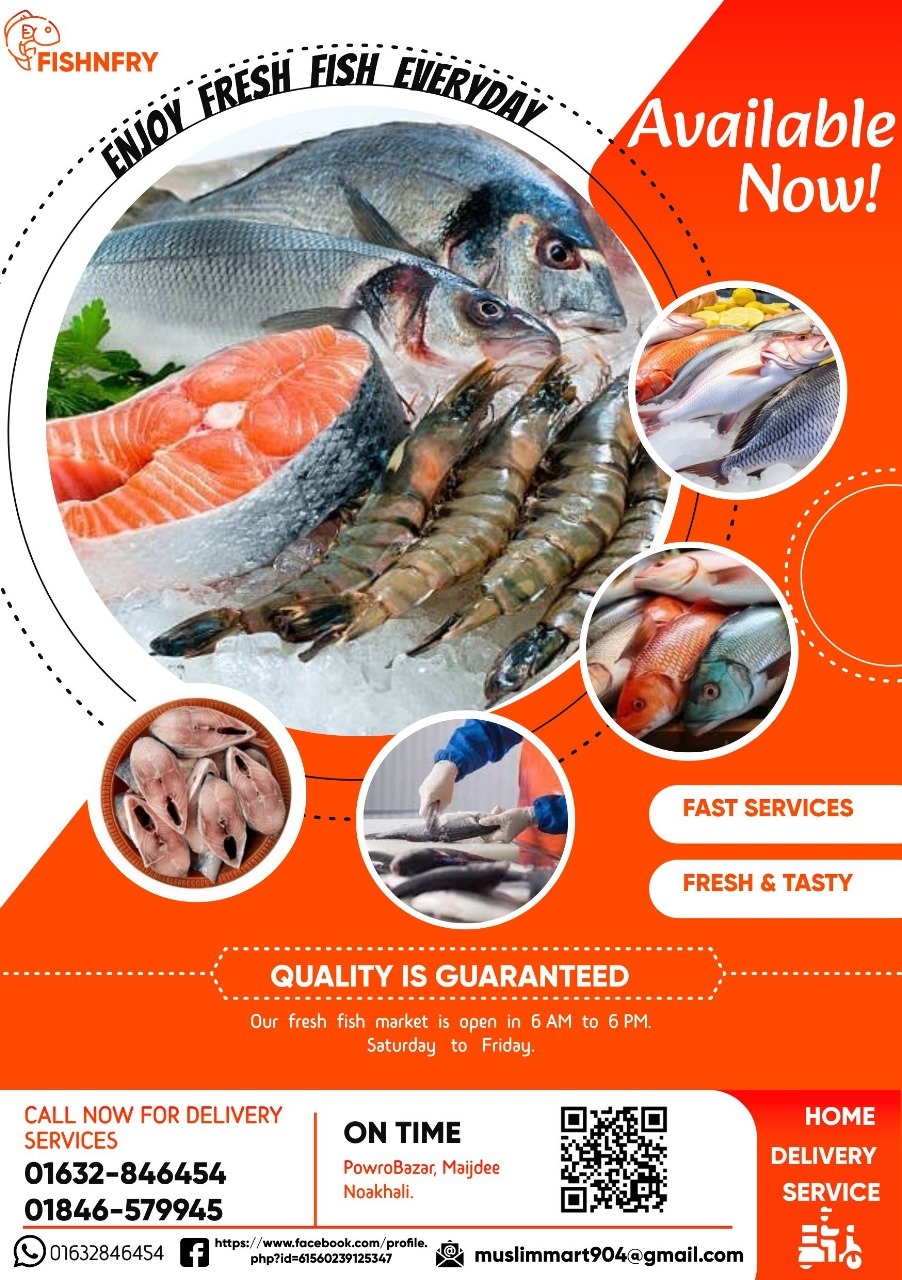 FISHNFRY
ENJOY FRESH FISH EVERYDAY
Available
Now!
FAST SERVICES
FRESH & TASTY
QUALITY IS GUARANTEED
Our fresh fish market is open in 6 AM to 6 PM.
Saturday to Friday.
CALL NOW FOR DELIVERY
SERVICES
01632-846454
01846-579945
ON TIME
PowroBazar, Maijdee
Noakhali.
HOME
DELIVERY
SERVICE
01632846454
https://www.facebook.com/profile.
php?id=61560239125347
muslimmart904@gmail.com